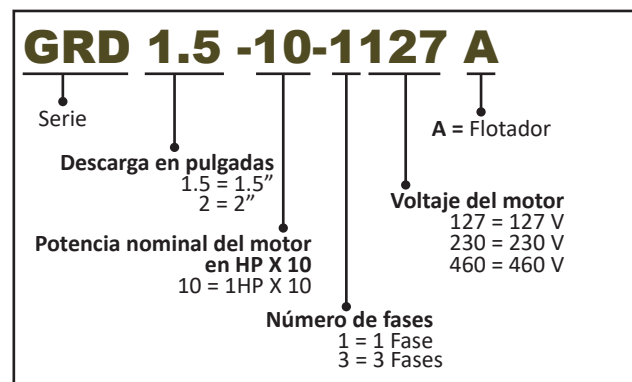 GRD 1.5 -10-1127 A
Serie
A = Flotador
Descarga en pulgadas
1.5 = 1.5”
2 = 2”
Voltaje del motor
127 = 127 V
230 = 230 V
460 = 460 V
Potencia nominal del motor
en HP X 10
10 = 1HP X 10
Número de fases
1 = 1 Fase
3 = 3 Fases